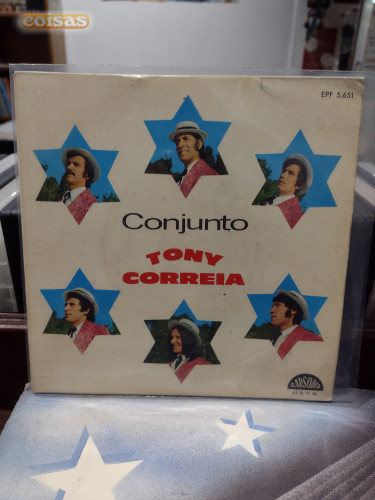 coisas
EPF 5.651
Conjunto
TONY
CORREIA